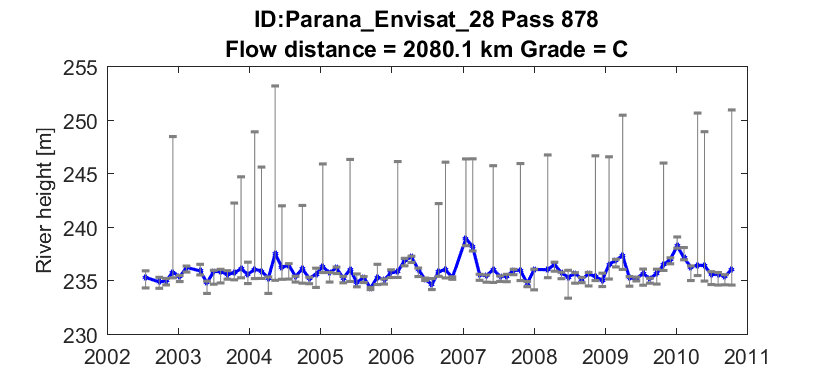 ID:Parana_Envisat_28 Pass 878
Flow distance = 2080.1 km Grade = C
River height [m]
255
250
245
240
235
230
2002 2003 2004 2005 2006 2007 2008 2009 2010 2011